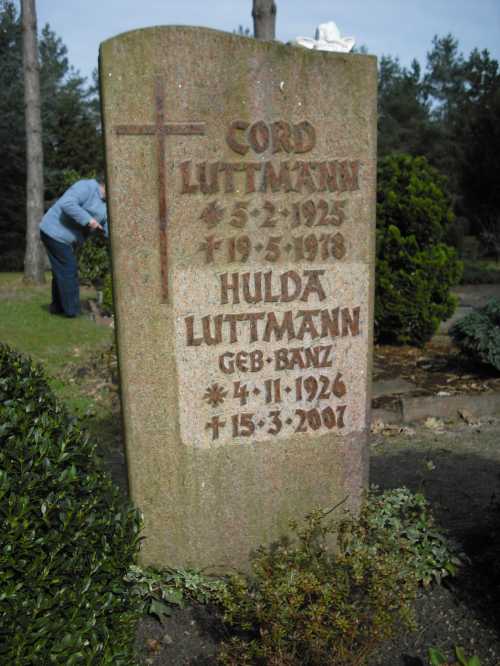 CORD
LUTTMANN
* 5·2·1925
† 19·5·1978
HULDA
LUTTMANN
GEB·BANZ
* 4·11·1926
† 15·3·2007